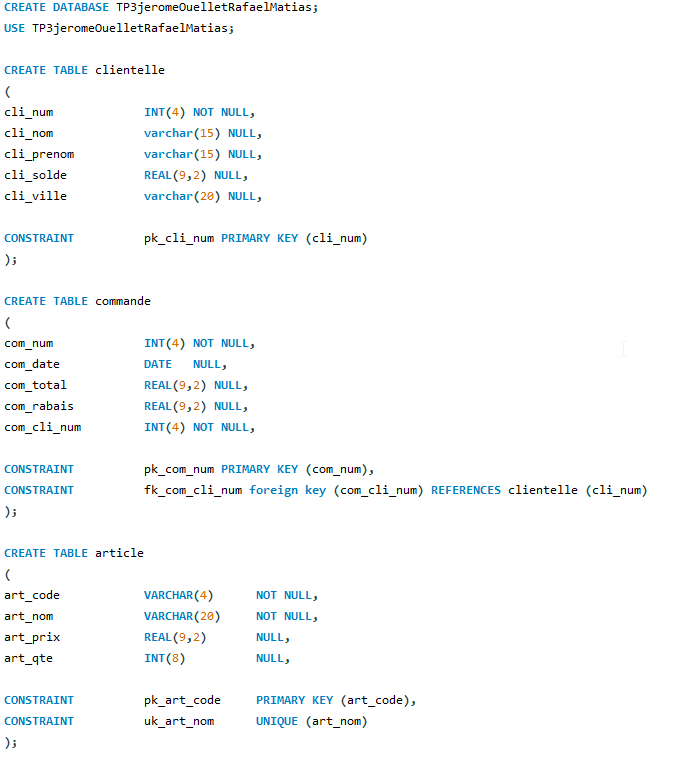 CREATE DATABASE TP3jeromeOuelletRafaelMatias;
USE TP3jeromeOuelletRafaelMatias;
CREATE TABLE clientelle
(
cli_num INT(4) NOT NULL,
cli_nom varchar(15) NULL,
cli_prenom varchar(15) NULL,
cli_solde REAL(9,2) NULL,
cli_ville varchar(20) NULL,
CONSTRAINT pk_cli_num PRIMARY KEY (cli_num)
);
CREATE TABLE commande
(
com_num INT(4) NOT NULL,
com_date DATE NULL,
com_total REAL(9,2) NULL,
com_rabais REAL(9,2) NULL,
com_cli_num INT(4) NOT NULL,
CONSTRAINT pk_com_num PRIMARY KEY (com_num),
CONSTRAINT fk_com_cli_num foreign key (com_cli_num) REFERENCES clientelle (cli_num)
);
CREATE TABLE article
(
art_code VARCHAR(4) NOT NULL,
art_nom VARCHAR(20) NOT NULL,
art_prix REAL(9,2) NULL,
art_qte INT(8) NULL,
CONSTRAINT pk_art_code PRIMARY KEY (art_code),
CONSTRAINT uk_art_nom UNIQUE (art_nom)
);